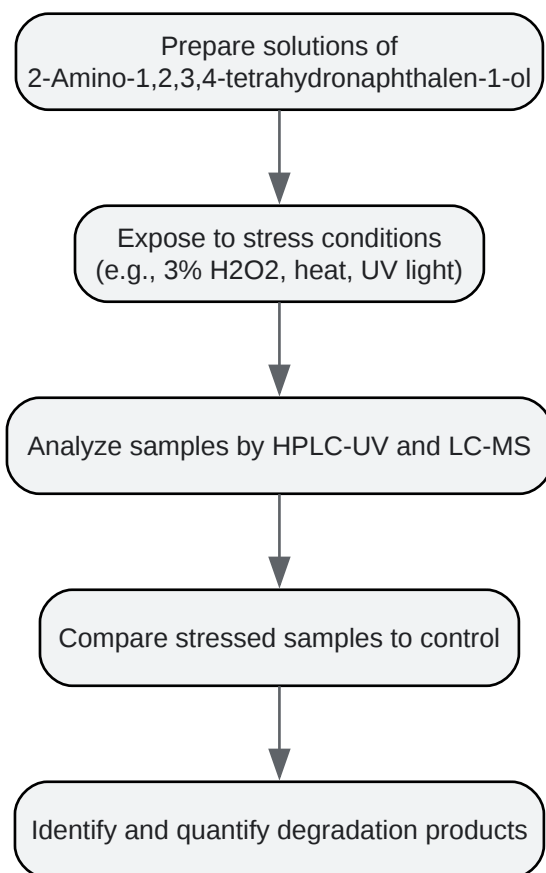 Prepare solutions of
2-Amino-1,2,3,4-tetrahydronaphthalen-1-ol
Expose to stress conditions
(e.g., 3% H2O2, heat, UV light)
Analyze samples by HPLC-UV and LC-MS
Compare stressed samples to control
Identify and quantify degradation products